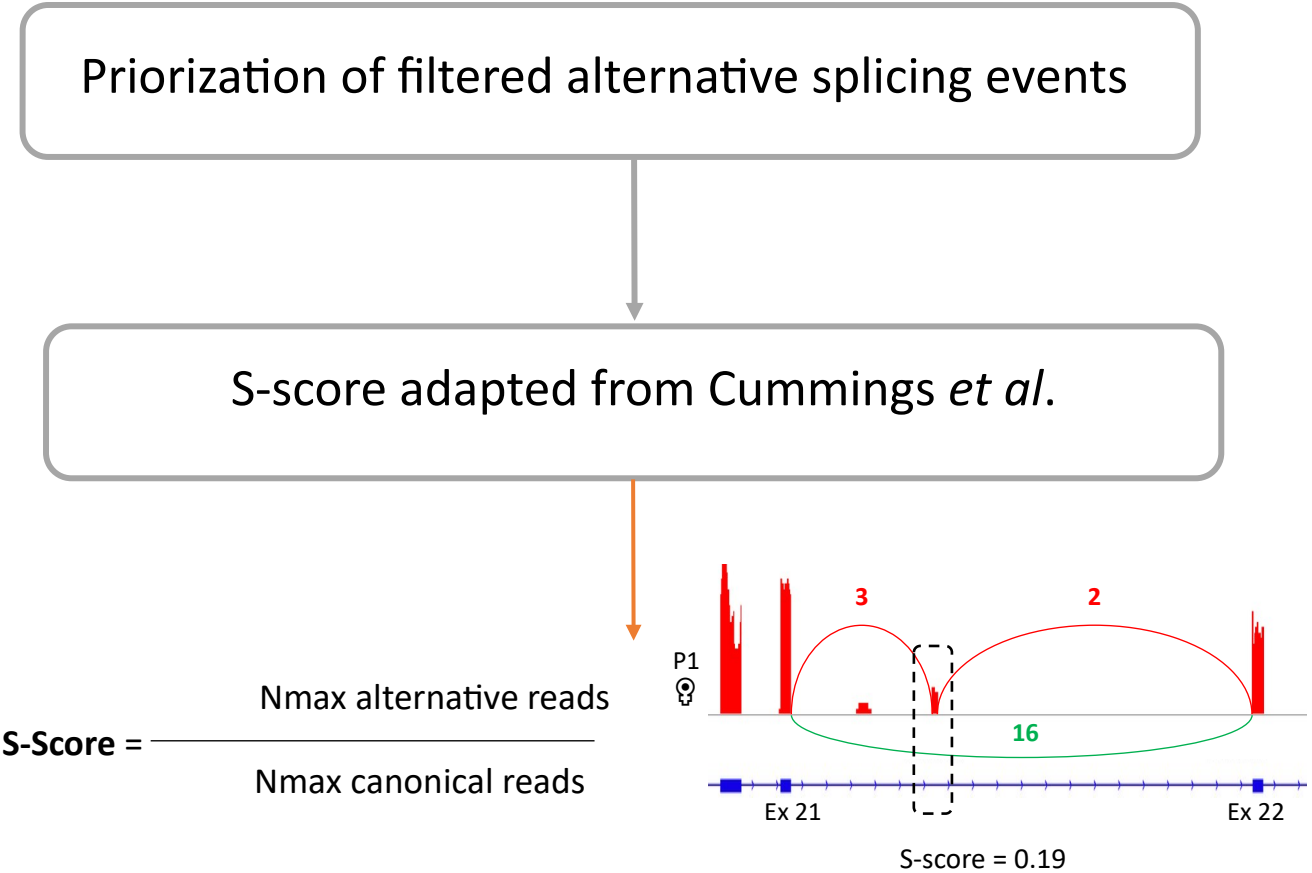 Priorization of filtered alternative splicing events
S-score adapted from Cummings et al.
Nmax alternative reads
S-Score =
Nmax canonical reads
3
2
P1
16
Ex 21
Ex 22
S-score = 0.19